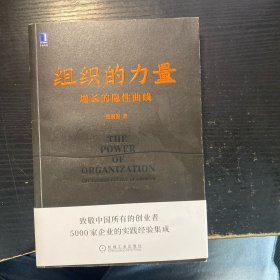 组织的力量
增长的隐性曲线
著
THE
POWER OF
ORGANIZATION
致敬中国所有的创业者
5000家企业的实践经验集成
机械工业出版社